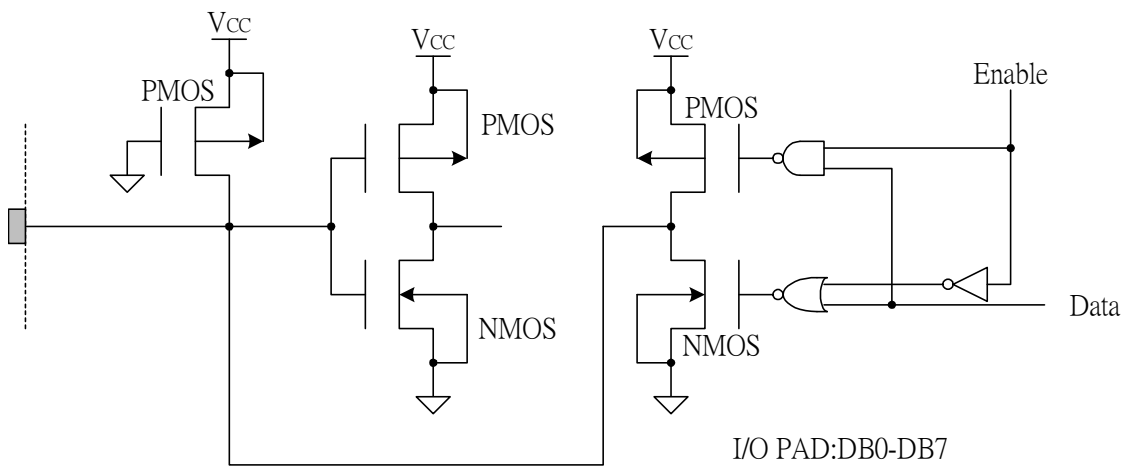 VCC
VCC
VCC
Enable
PMOS
PMOS
PMOS
Data
NMOS
NMOS
I/O PAD:DB0-DB7